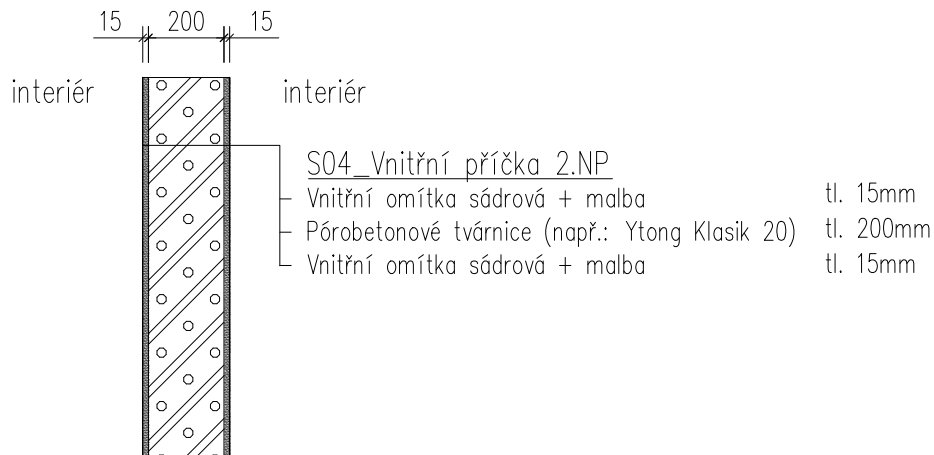 15 200 15
interiér interiér
S04_Vnitřní příčka 2.NP
Vnitřní omítka sádrová + malba tl. 15mm
Pórobetonové tvárnice (např.: Ytong Klasik 20) tl. 200mm
Vnitřní omítka sádrová + malba tl. 15mm